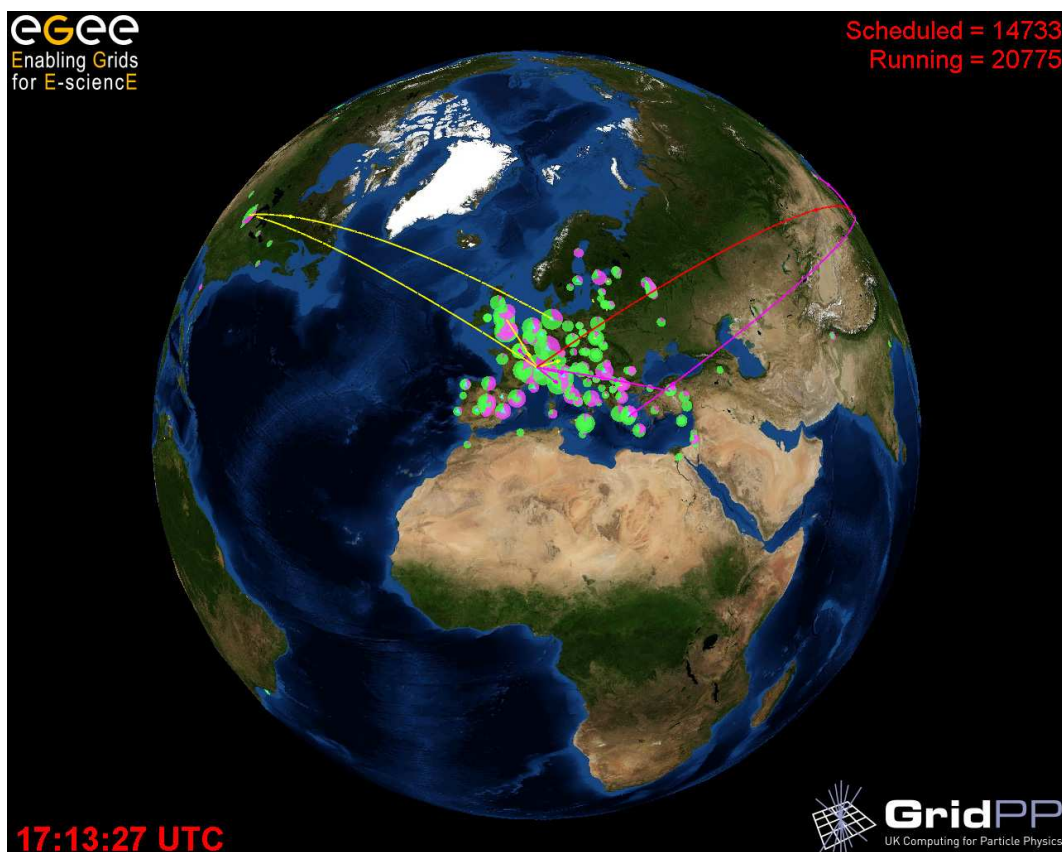 eGee
Enabling Grids
for E-sciencE
Scheduled = 14733
Running = 20775
17:13:27 UTC
GridPP
UK Computing for Particle Physics